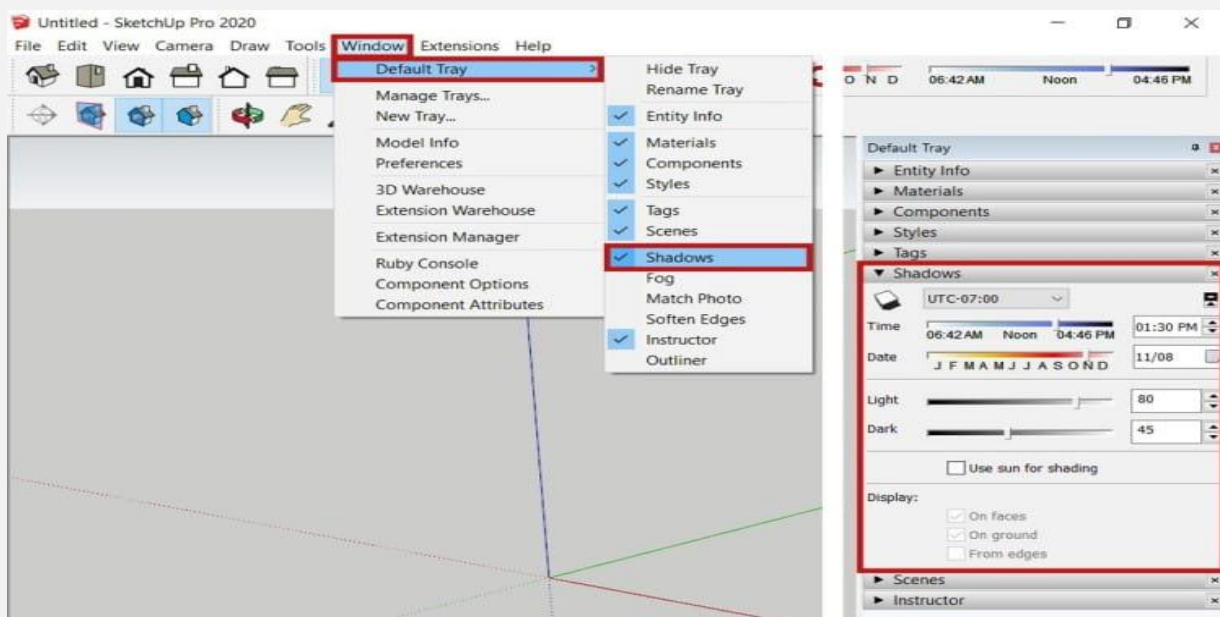 Untitled - SketchUp Pro 2020
File Edit View Camera Draw Tools Window Extensions Help
Default Tray
Manage Trays...
New Tray...
Model Info
Preferences
3D Warehouse
Extension Warehouse
Extension Manager
Ruby Console
Component Options
Component Attributes
Hide Tray
Rename Tray
Entity Info
Materials
Components
Styles
Tags
Scenes
Shadows
Fog
Match Photo
Soften Edges
Instructor
Outliner
O N D 06:42 AM Noon 04:46 PM
Default Tray
Entity Info
Materials
Components
Styles
Tags
Shadows
UTC-07:00
Time 06:42 AM Noon 04:46 PM 01:30 PM
Date J F M A M J J A S O N D 11/08
Light 80
Dark 45
Use sun for shading
Display:
On faces
On ground
From edges
Scenes
Instructor